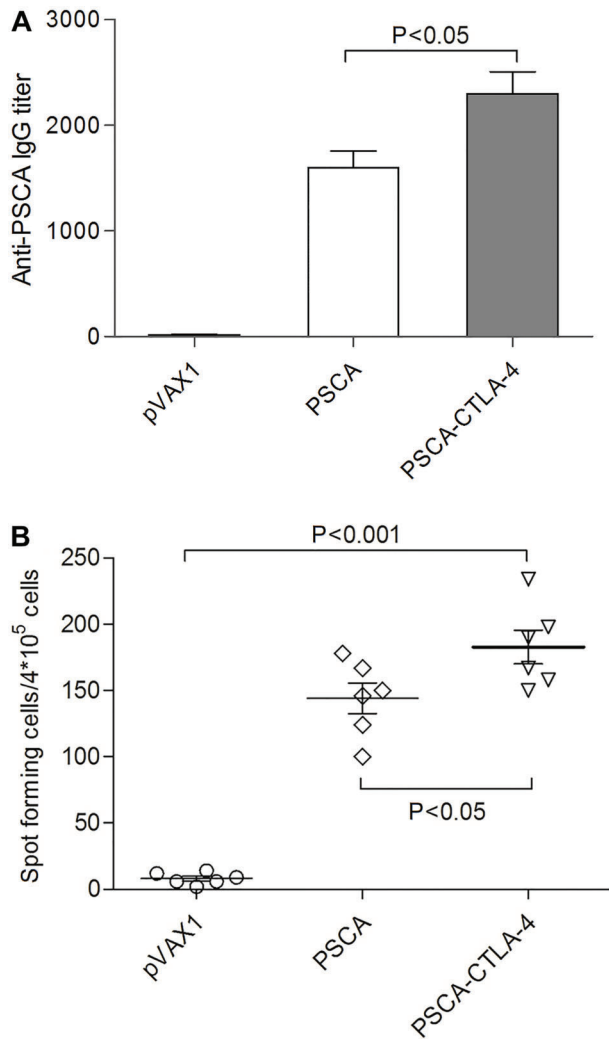 A
3000
P<0.05
2000
1000
0
Anti-PSCA IgG titer
pVAX1
PSCA
PSCA-CTLA-4
B
250
P<0.001
200
150
100
P<0.05
50
0
Spot forming cells/4*10⁵ cells
pVAX1
PSCA
PSCA-CTLA-4